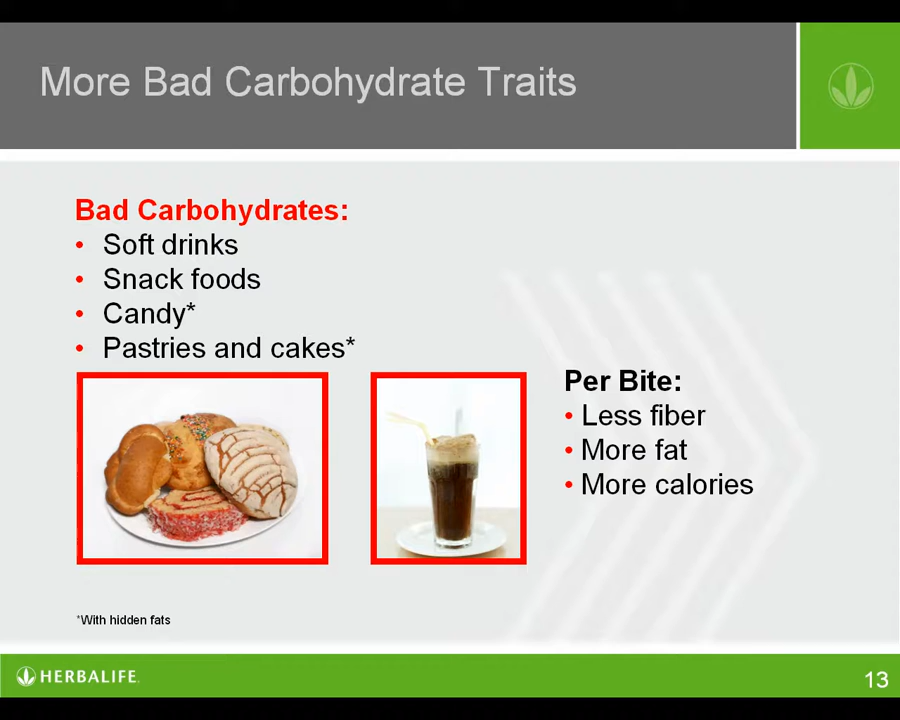 More Bad Carbohydrate Traits
Bad Carbohydrates:
• Soft drinks
• Snack foods
• Candy*
• Pastries and cakes*
Per Bite:
• Less fiber
• More fat
• More calories
*With hidden fats
HERBALIFE.
13